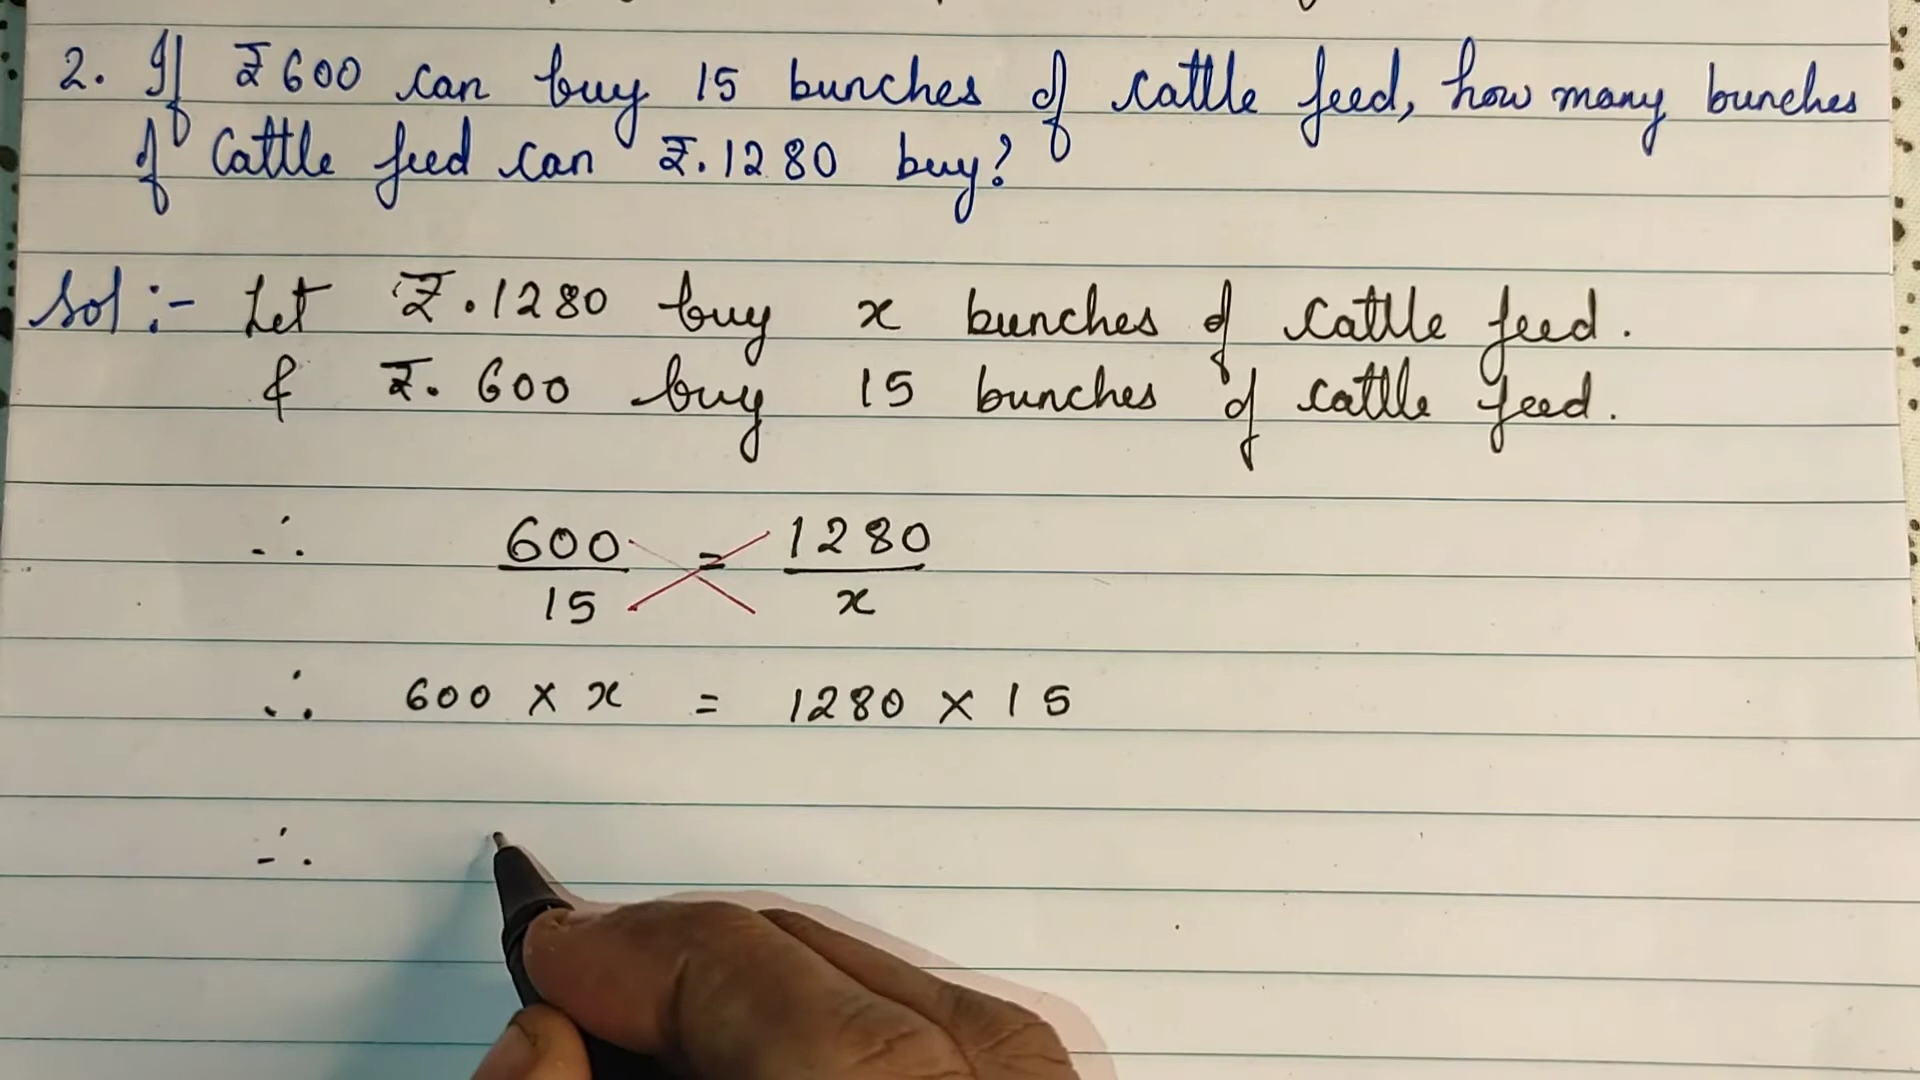 2. If ₹600 can buy 15 bunches of cattle feed, how many bunches
of Cattle feed can ₹.1280 buy?
Sol :- Let ₹.1280 buy x bunches of cattle feed.
& ₹. 600 buy 15 bunches of cattle feed.
∴ 600/15 = 1280/x
∴ 600 × x = 1280 × 15
∴